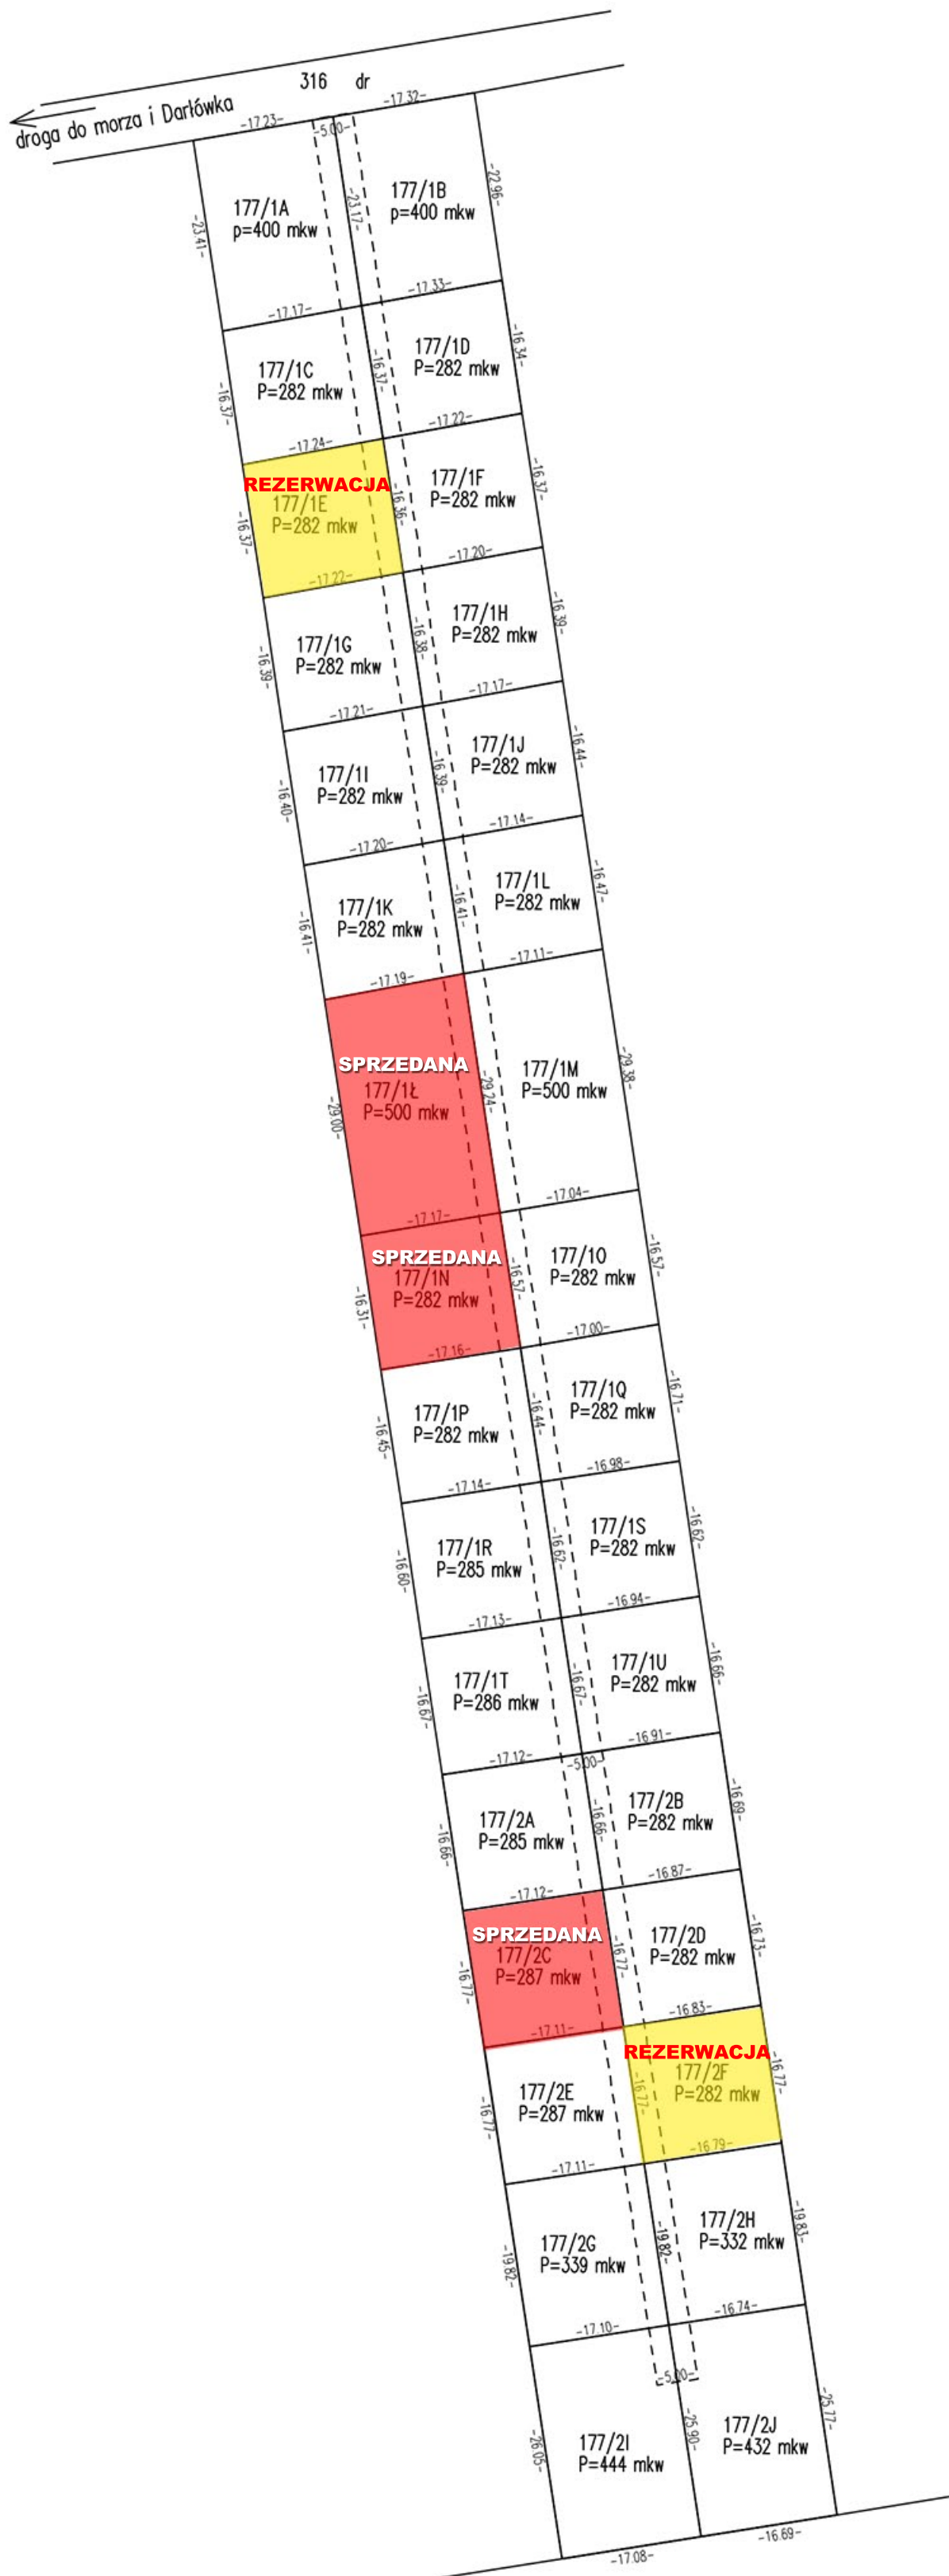 316 dr
droga do morza i Darłówka
-17.23-
-5.00-
-17.32-
177/1A
p=400 mkw
177/1B
p=400 mkw
-23.41-
-23.17-
-22.96-
-17.17-
-17.33-
177/1C
P=282 mkw
177/1D
P=282 mkw
-16.37-
-16.37-
-16.34-
-17.24-
-17.22-
REZERWACJA
177/1E
P=282 mkw
177/1F
P=282 mkw
-16.37-
-16.36-
-16.37-
-17.22-
-17.20-
177/1G
P=282 mkw
177/1H
P=282 mkw
-16.39-
-16.38-
-16.39-
-17.21-
-17.17-
177/1I
P=282 mkw
177/1J
P=282 mkw
-16.40-
-16.39-
-16.44-
-17.20-
-17.14-
177/1K
P=282 mkw
177/1L
P=282 mkw
-16.41-
-16.41-
-16.47-
-17.19-
-17.11-
SPRZEDANA
177/1Ł
P=500 mkw
177/1M
P=500 mkw
-29.00-
-29.24-
-29.38-
-17.17-
-17.04-
SPRZEDANA
177/1N
P=282 mkw
177/1O
P=282 mkw
-16.31-
-16.57-
-16.57-
-17.16-
-17.00-
177/1P
P=282 mkw
177/1Q
P=282 mkw
-16.45-
-16.44-
-16.71-
-17.14-
-16.98-
177/1R
P=285 mkw
177/1S
P=282 mkw
-16.60-
-16.62-
-16.62-
-17.13-
-16.94-
177/1T
P=286 mkw
177/1U
P=282 mkw
-16.67-
-16.67-
-16.66-
-17.12-
-5.00-
-16.91-
177/2A
P=285 mkw
177/2B
P=282 mkw
-16.66-
-16.66-
-16.69-
-17.12-
-16.87-
SPRZEDANA
177/2C
P=287 mkw
177/2D
P=282 mkw
-16.77-
-16.77-
-16.73-
-17.11-
-16.83-
177/2E
P=287 mkw
REZERWACJA
177/2F
P=282 mkw
-16.77-
-16.77-
-16.77-
-17.11-
-16.79-
177/2G
P=339 mkw
177/2H
P=332 mkw
-19.82-
-19.82-
-19.83-
-17.10-
-16.74-
-5.00-
177/2I
P=444 mkw
177/2J
P=432 mkw
-26.05-
-25.90-
-25.77-
-17.08-
-16.69-